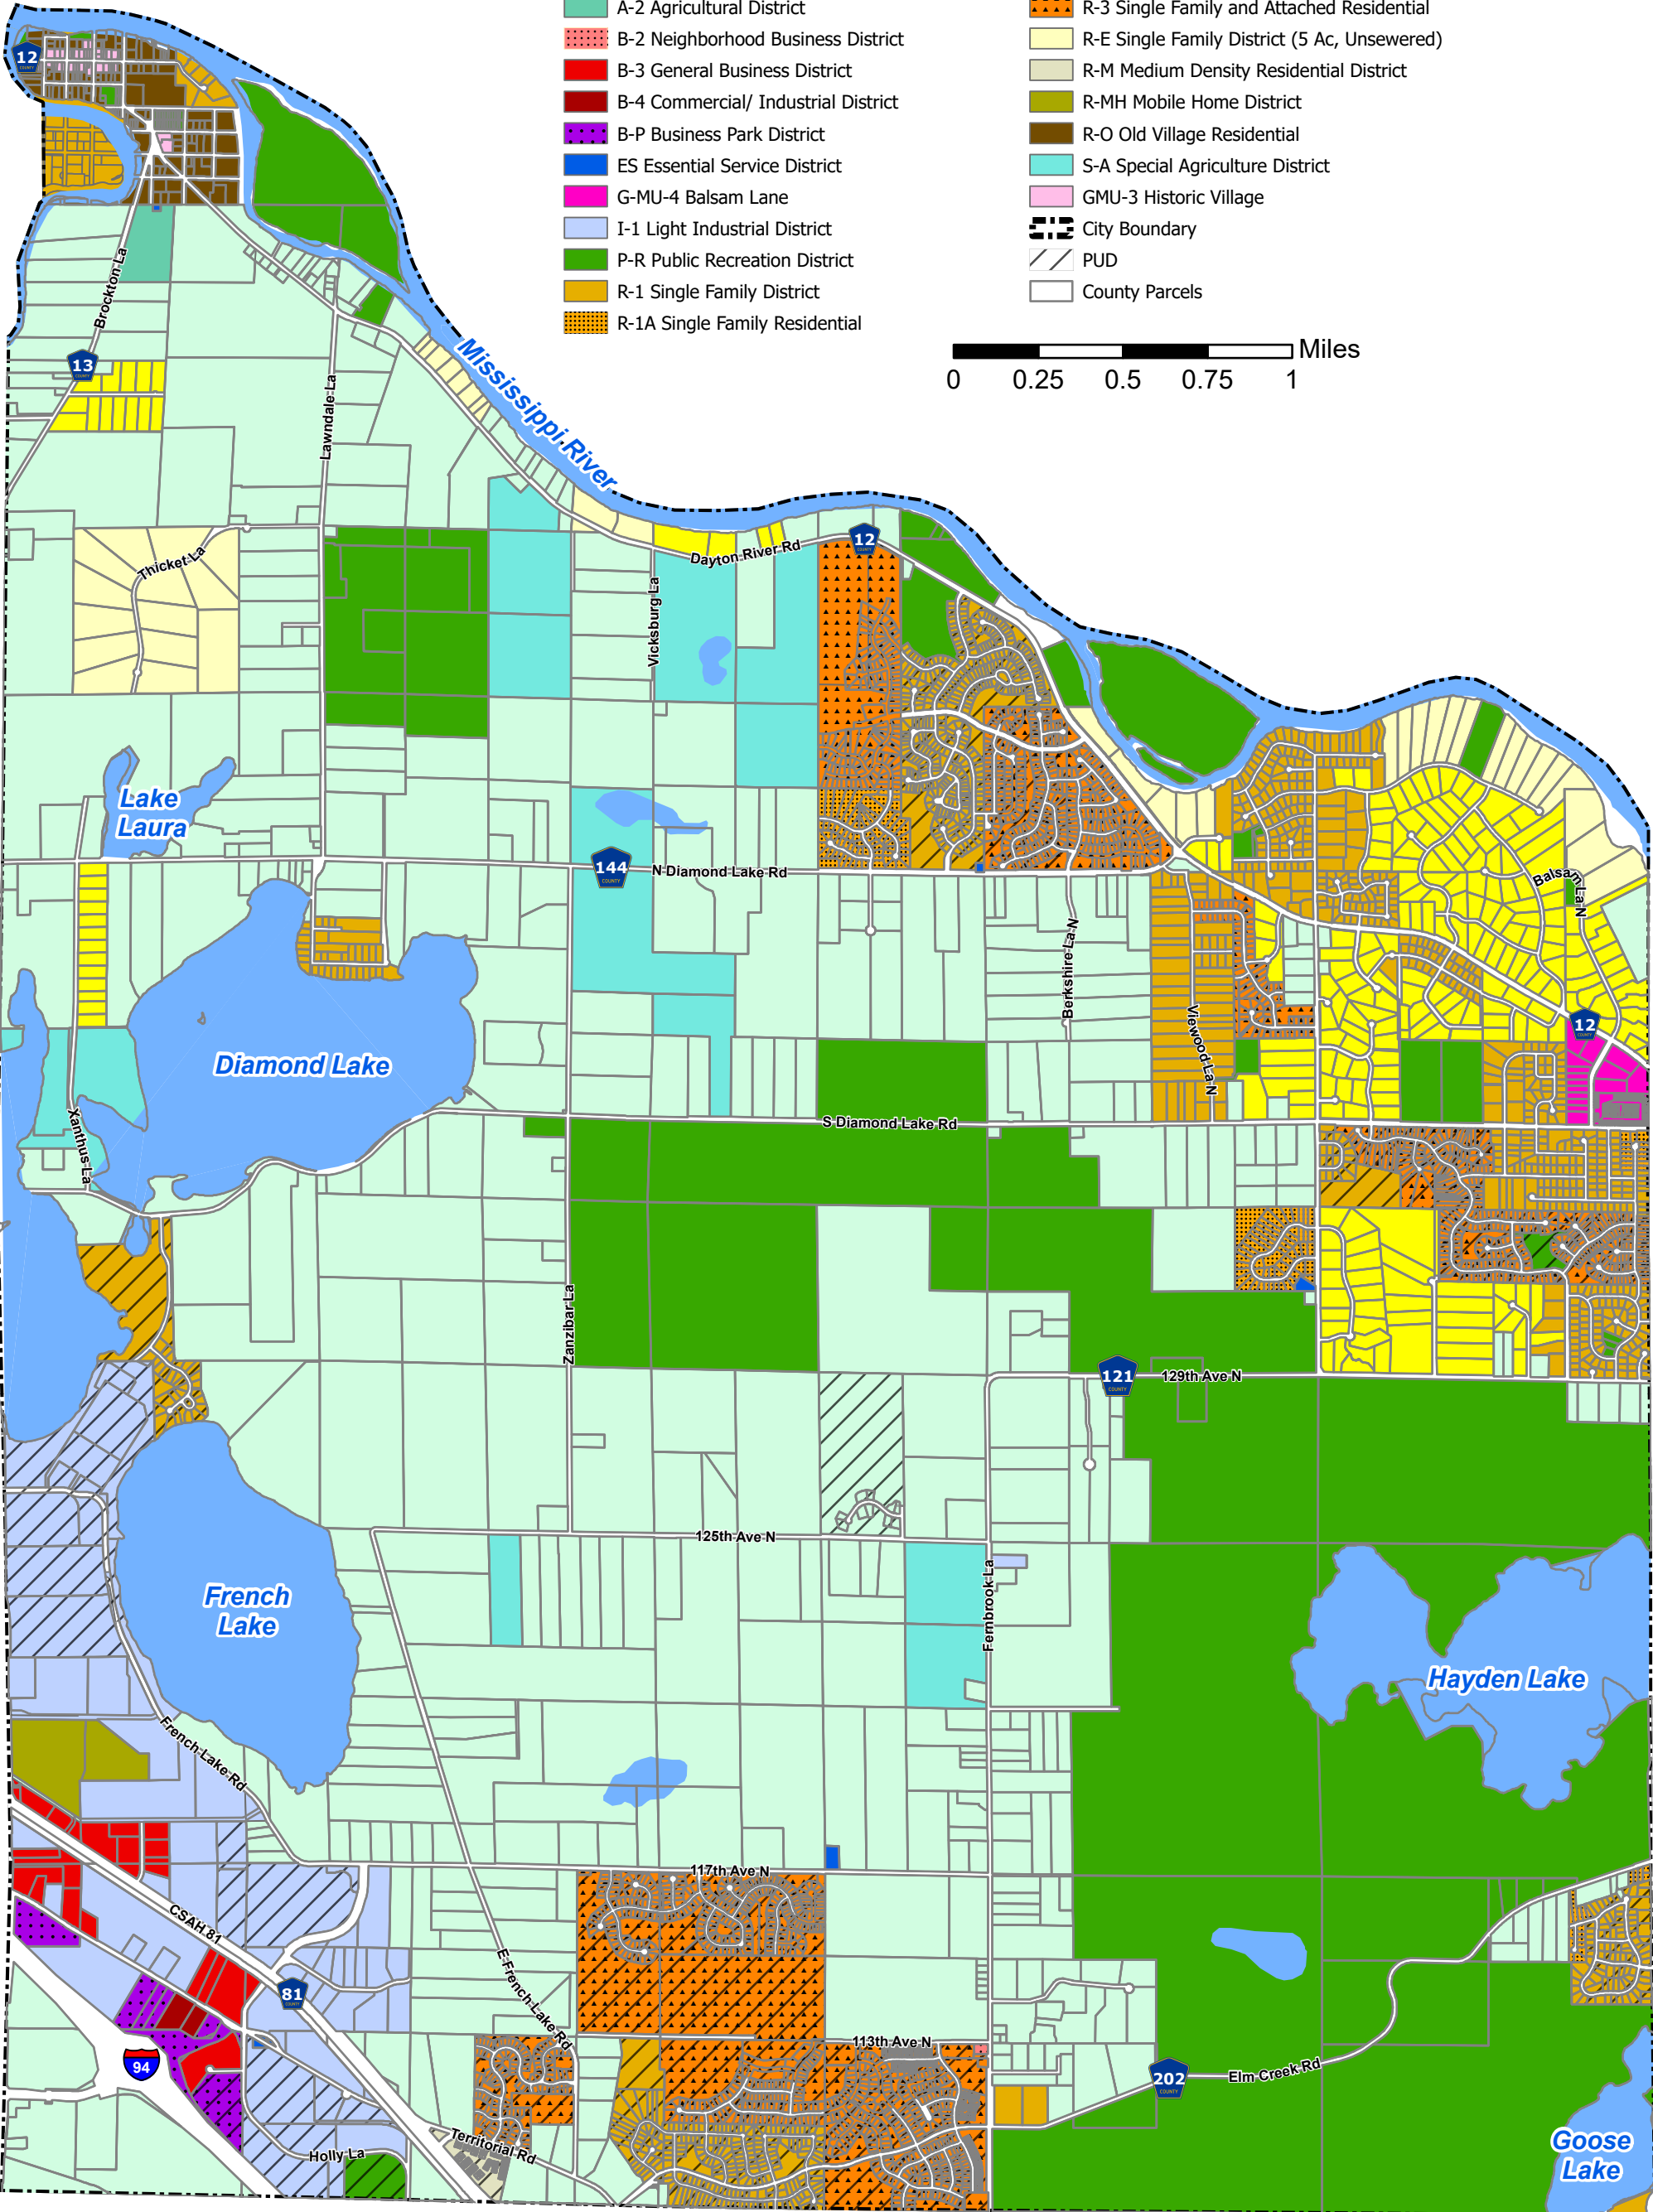 A-2 Agricultural District
B-2 Neighborhood Business District
B-3 General Business District
B-4 Commercial/ Industrial District
B-P Business Park District
ES Essential Service District
G-MU-4 Balsam Lane
I-1 Light Industrial District
P-R Public Recreation District
R-1 Single Family District
R-1A Single Family Residential
R-3 Single Family and Attached Residential
R-E Single Family District (5 Ac, Unsewered)
R-M Medium Density Residential District
R-MH Mobile Home District
R-O Old Village Residential
S-A Special Agriculture District
GMU-3 Historic Village
City Boundary
PUD
County Parcels
Miles
0 0.25 0.5 0.75 1
12
COUNTY
Brockton La
13
COUNTY
Lawndale La
Mississippi River
Thicket La
Vicksburg La
Dayton River Rd
12
COUNTY
Lake
Laura
144
COUNTY
N Diamond Lake Rd
Balsam La N
Berkshire La N
Viewood La N
12
COUNTY
Diamond Lake
Xanthus La
S Diamond Lake Rd
Zanzibar La
121
COUNTY
129th Ave N
125th Ave N
Fernbrook La
French
Lake
Hayden Lake
French Lake Rd
117th Ave N
CSAH 81
81
COUNTY
E French Lake Rd
94
113th Ave N
202
COUNTY
Elm Creek Rd
Territorial Rd
Holly La
Goose
Lake